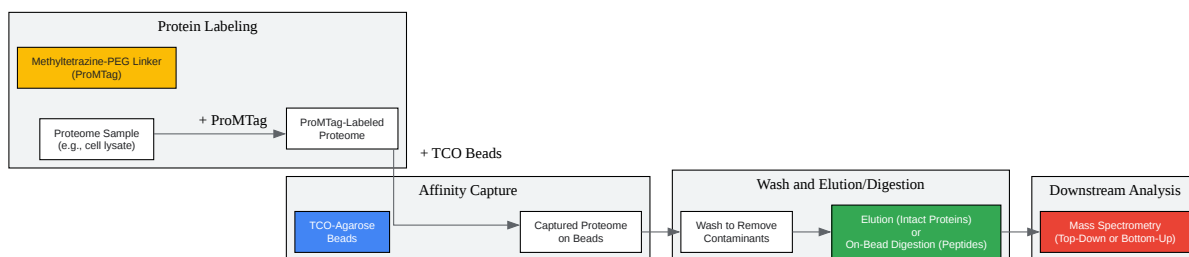 Protein Labeling
Methyltetrazine-PEG Linker
(ProMTag)
Proteome Sample
(e.g., cell lysate)
+ ProMTag
ProMTag-Labeled
Proteome
+ TCO Beads
Affinity Capture
TCO-Agarose
Beads
Captured Proteome
on Beads
Wash and Elution/Digestion
Wash to Remove
Contaminants
Elution (Intact Proteins)
or
On-Bead Digestion (Peptides)
Downstream Analysis
Mass Spectrometry
(Top-Down or Bottom-Up)